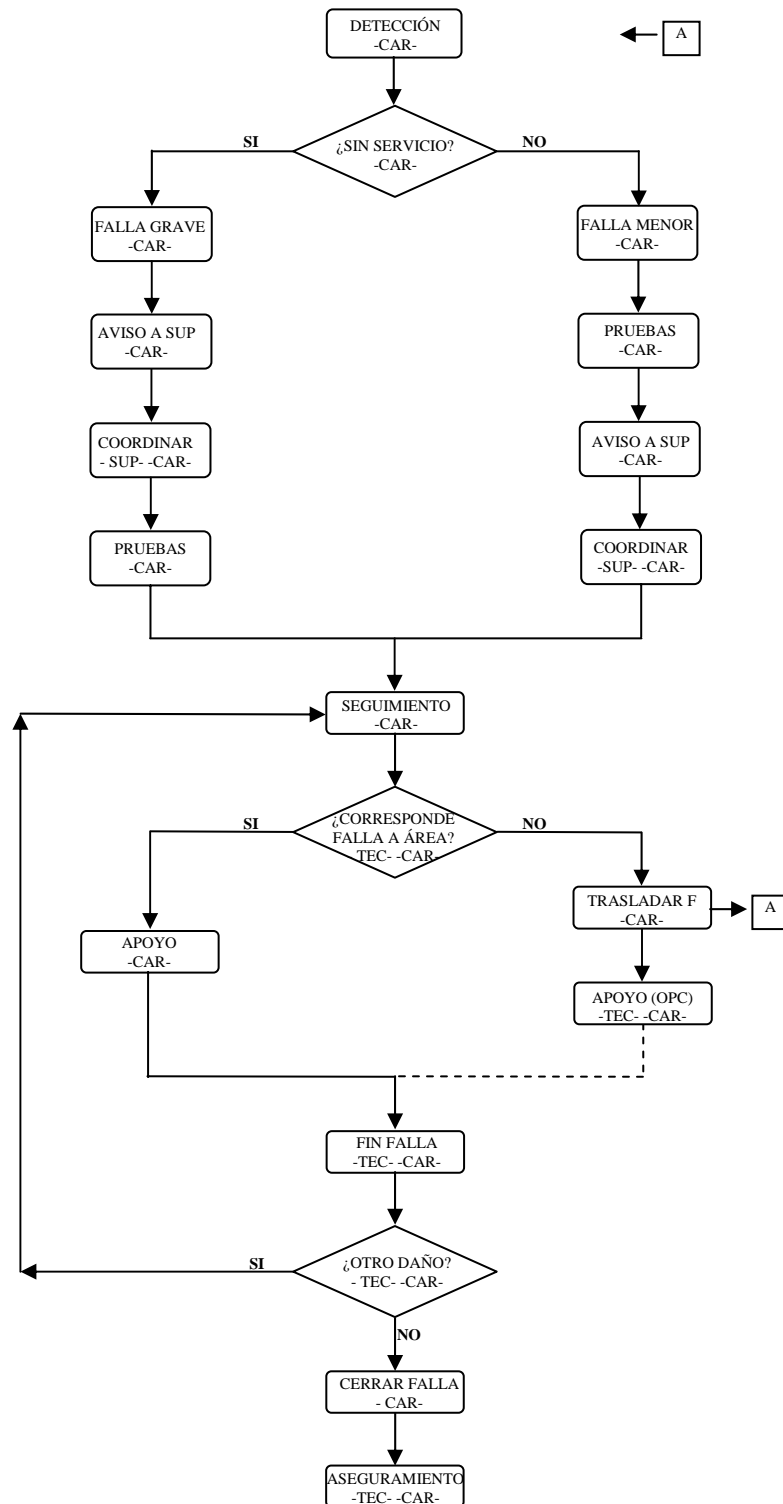 DETECCIÓN
-CAR-
A
¿SIN SERVICIO?
-CAR-
SI
NO
FALLA GRAVE
-CAR-
FALLA MENOR
-CAR-
AVISO A SUP
-CAR-
PRUEBAS
-CAR-
COORDINAR
- SUP- -CAR-
AVISO A SUP
-CAR-
PRUEBAS
-CAR-
COORDINAR
-SUP- -CAR-
SEGUIMIENTO
-CAR-
¿CORRESPONDE
FALLA A ÁREA?
TEC- -CAR-
SI
NO
TRASLADAR F
-CAR-
A
APOYO
-CAR-
APOYO (OPC)
-TEC- -CAR-
FIN FALLA
-TEC- -CAR-
¿OTRO DAÑO?
- TEC- -CAR-
SI
NO
CERRAR FALLA
- CAR-
ASEGURAMIENTO
-TEC- -CAR-